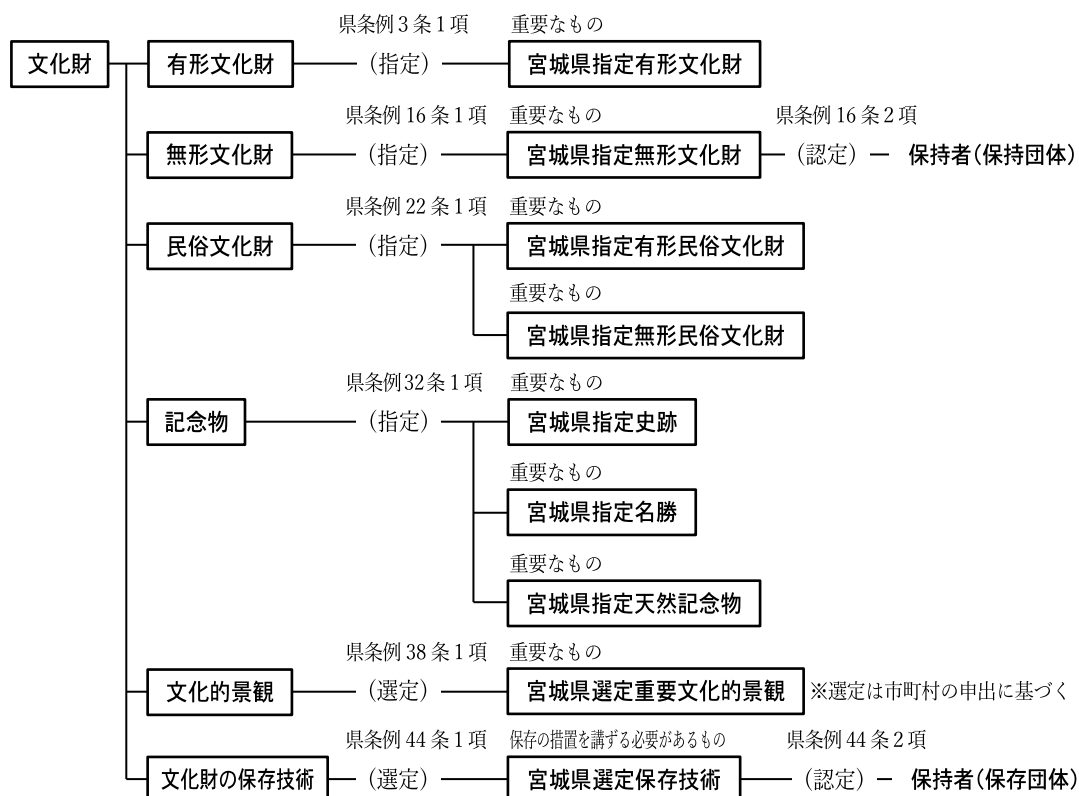 県条例3条1項 重要なもの
文化財 有形文化財 (指定) 宮城県指定有形文化財
県条例16条1項 重要なもの 県条例16条2項
無形文化財 (指定) 宮城県指定無形文化財 (認定) 保持者(保持団体)
県条例22条1項 重要なもの
民俗文化財 (指定) 宮城県指定有形民俗文化財
重要なもの
宮城県指定無形民俗文化財
県条例32条1項 重要なもの
記念物 (指定) 宮城県指定史跡
重要なもの
宮城県指定名勝
重要なもの
宮城県指定天然記念物
県条例38条1項 重要なもの
文化的景観 (選定) 宮城県選定重要文化的景観 ※選定は市町村の申出に基づく
県条例44条1項 保存の措置を講ずる必要があるもの 県条例44条2項
文化財の保存技術 (選定) 宮城県選定保存技術 (認定) 保持者(保存団体)